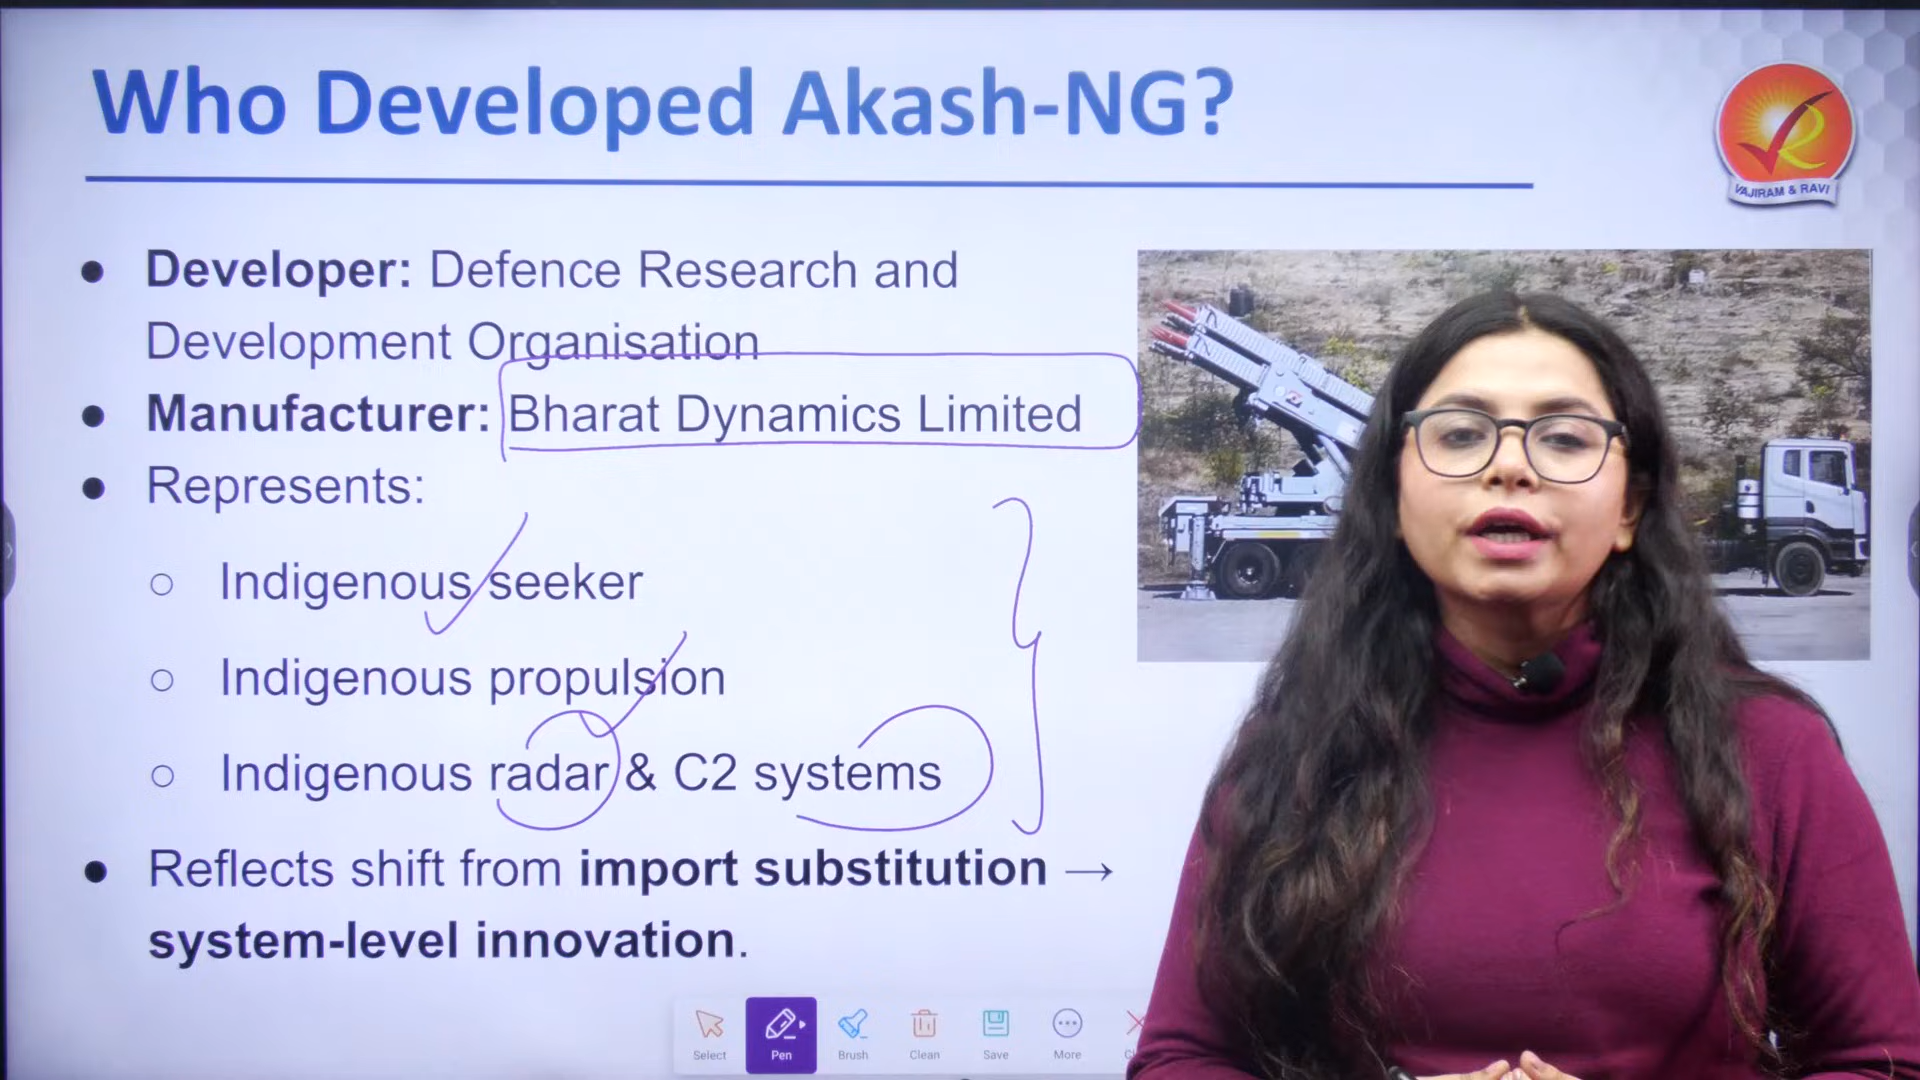 Who Developed Akash-NG?
VAJIRAM & RAVI
● Developer: Defence Research and
Development Organisation
● Manufacturer: Bharat Dynamics Limited
● Represents:
○ Indigenous seeker
○ Indigenous propulsion
○ Indigenous radar & C2 systems
● Reflects shift from import substitution →
system-level innovation.
Select Pen Brush Clean Save More